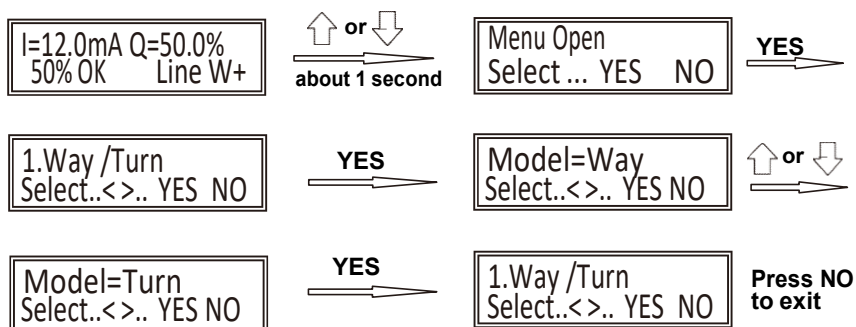 I=12.0mA Q=50.0%
50% OK Line W+
or
about 1 second
Menu Open
Select ... YES NO
YES
1.Way /Turn
Select..<>.. YES NO
YES
Model=Way
Select..<>.. YES NO
or
Model=Turn
Select..<>.. YES NO
YES
1.Way /Turn
Select..<>.. YES NO
Press NO
to exit